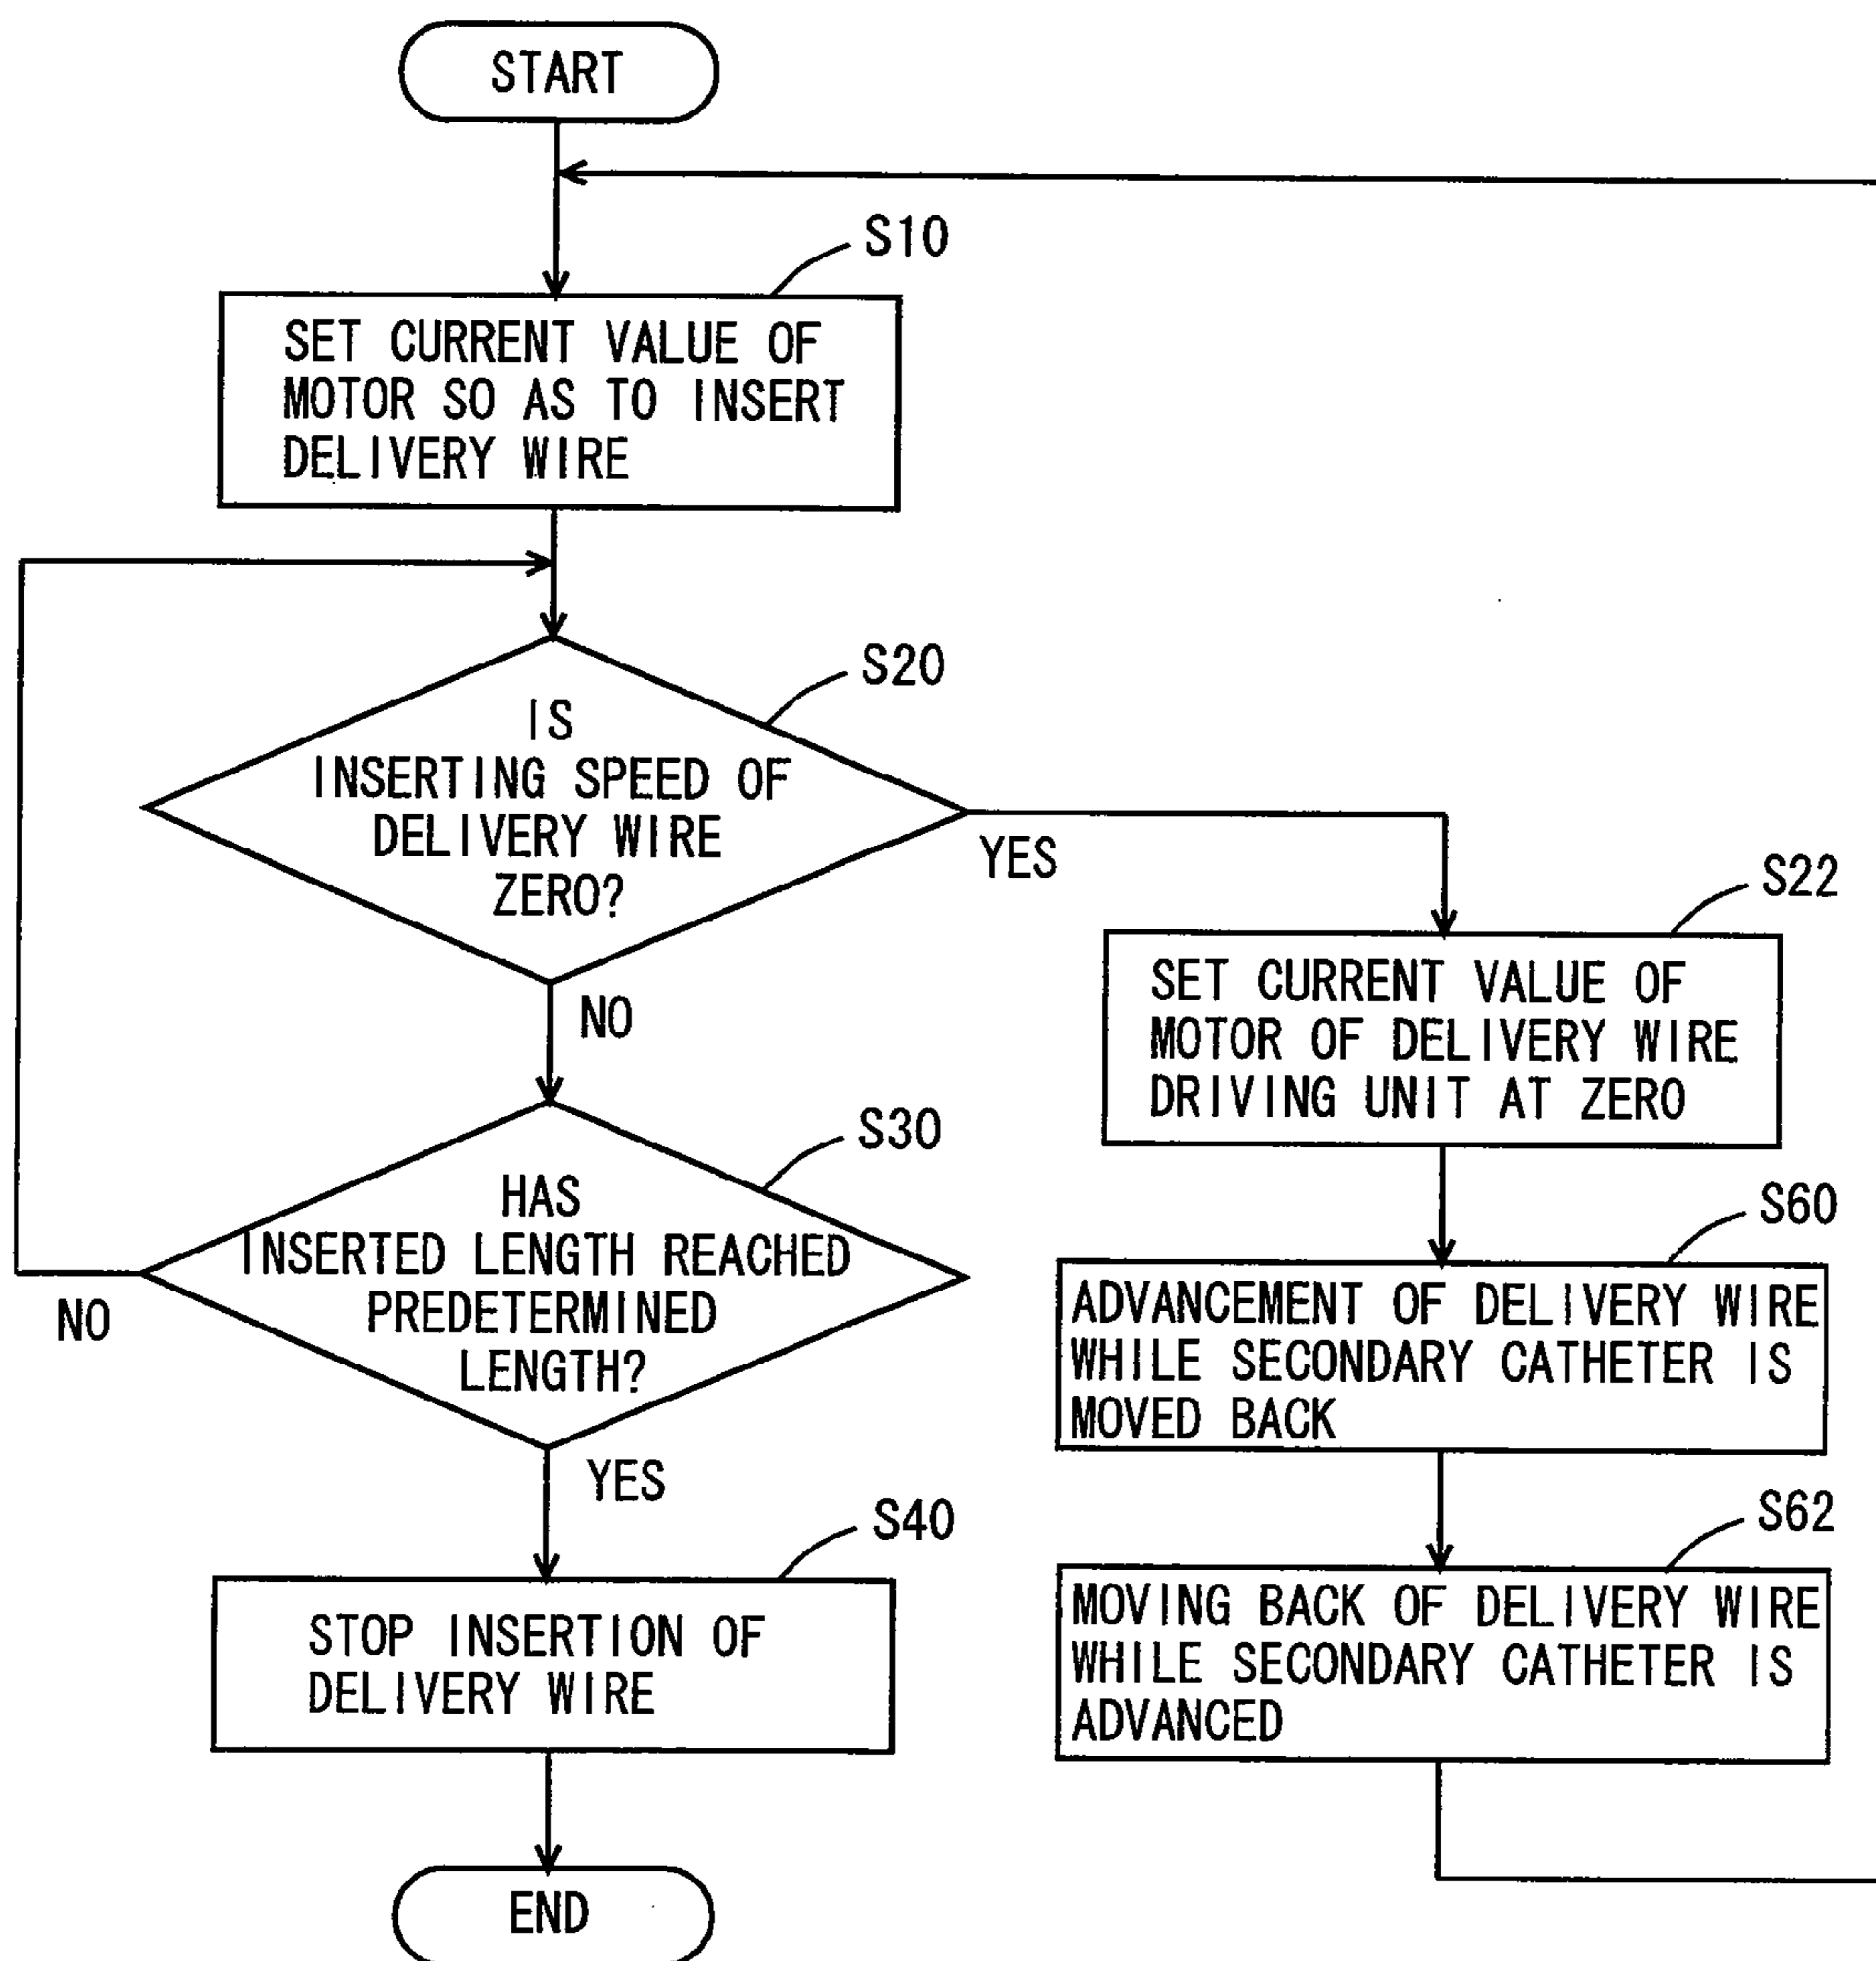 START
S10
SET CURRENT VALUE OF
MOTOR SO AS TO INSERT
DELIVERY WIRE
S20
IS
INSERTING SPEED OF
DELIVERY WIRE
ZERO?
YES
NO
S22
SET CURRENT VALUE OF
MOTOR OF DELIVERY WIRE
DRIVING UNIT AT ZERO
S30
HAS
INSERTED LENGTH REACHED
PREDETERMINED
LENGTH?
NO
YES
S60
ADVANCEMENT OF DELIVERY WIRE
WHILE SECONDARY CATHETER IS
MOVED BACK
S40
STOP INSERTION OF
DELIVERY WIRE
S62
MOVING BACK OF DELIVERY WIRE
WHILE SECONDARY CATHETER IS
ADVANCED
END